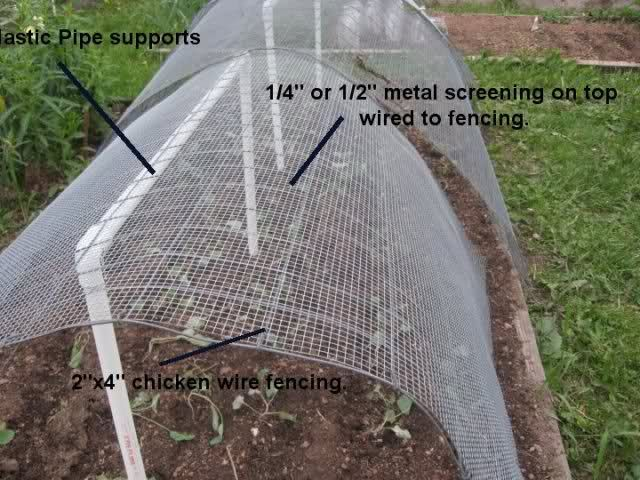 lastic Pipe supports
1/4" or 1/2" metal screening on top
wired to fencing.
2"x4" chicken wire fencing.